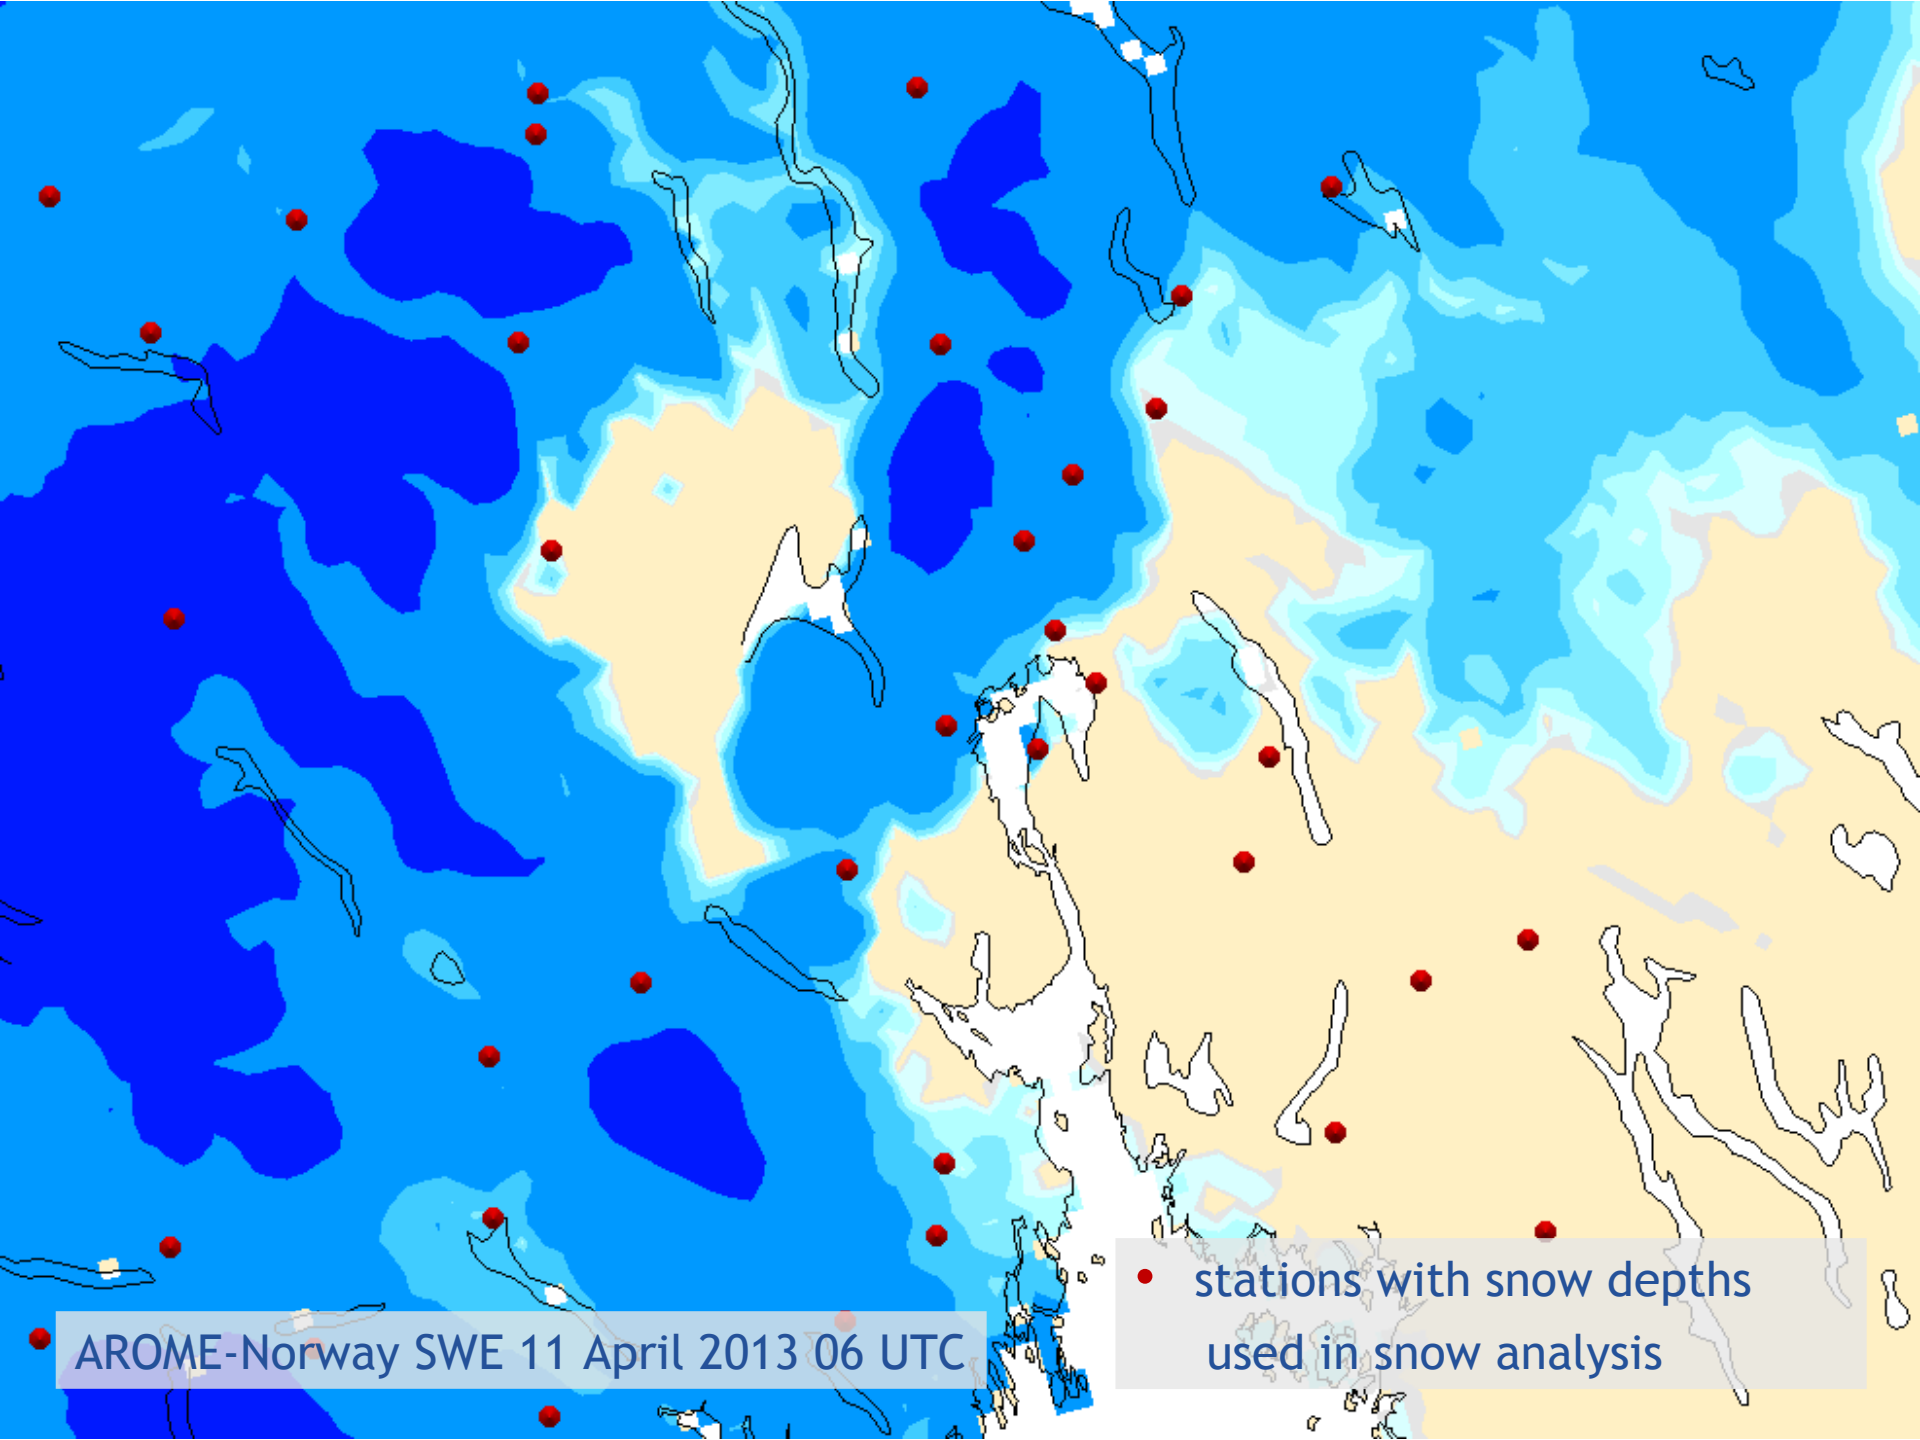 stations with snow depths
used in snow analysis
AROME-Norway SWE 11 April 2013 06 UTC